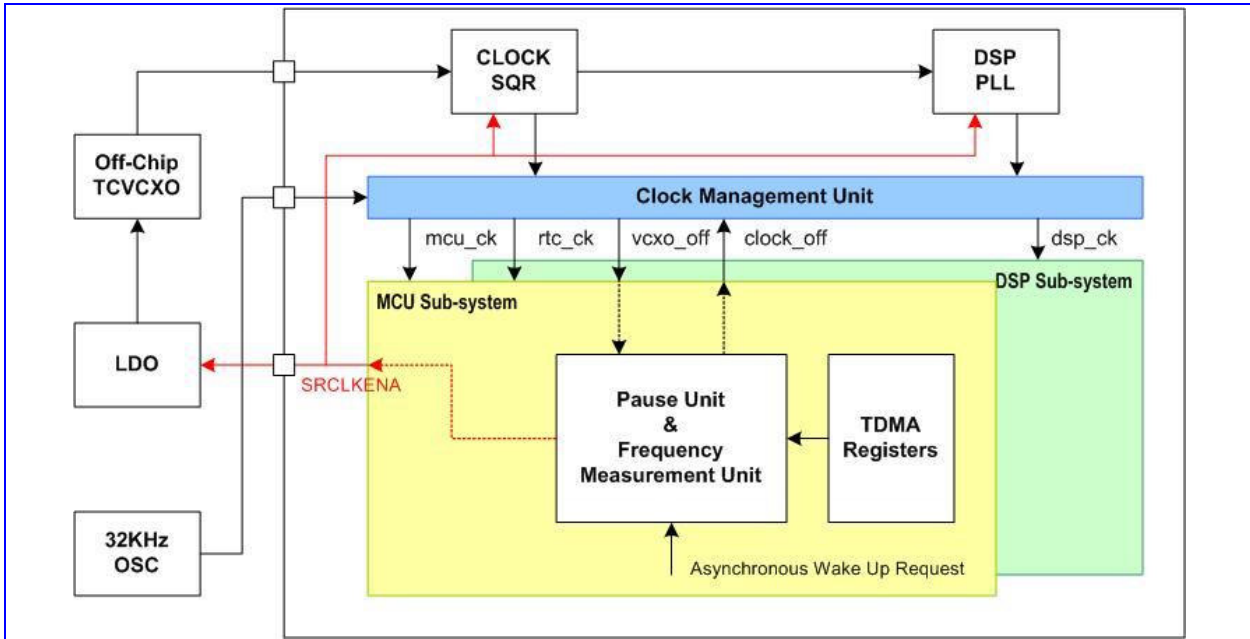 CLOCK
SQR
DSP
PLL
Off-Chip
TCVCXO
Clock Management Unit
mcu_ck
rtc_ck
vcxo_off
clock_off
dsp_ck
MCU Sub-system
DSP Sub-system
LDO
SRCLKENA
Pause Unit
&
Frequency
Measurement Unit
TDMA
Registers
32KHz
OSC
Asynchronous Wake Up Request